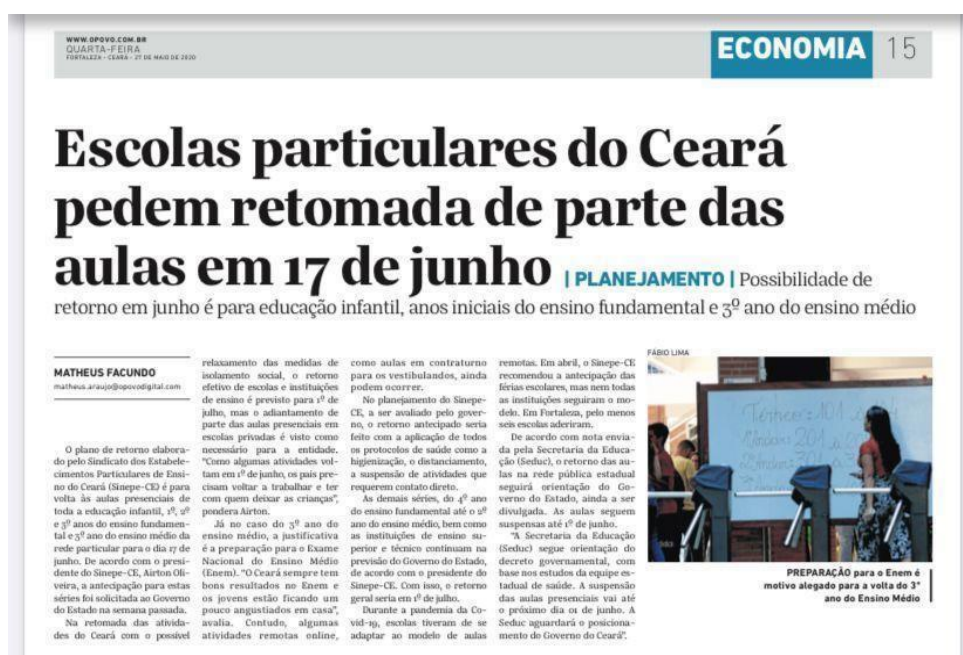 WWW.OPOVO.COM.BR
QUARTA-FEIRA
FORTALEZA - CEARÁ - 27 DE MAIO DE 2020
ECONOMIA 15
Escolas particulares do Ceará
pedem retomada de parte das
aulas em 17 de junho | PLANEJAMENTO | Possibilidade de
retorno em junho é para educação infantil, anos iniciais do ensino fundamental e 3º ano do ensino médio
MATHEUS FACUNDO
matheus.araujo@opovodigital.com
O plano de retorno elabora-
do pelo Sindicato dos Estabele-
cimentos Particulares de Ensi-
no do Ceará (Sinepe-CE) é para
volta às aulas presenciais de
toda a educação infantil, 1º, 2º
e 3º anos do ensino fundamen-
tal e 3º ano do ensino médio da
rede particular para o dia 17 de
junho. De acordo com o presi-
dente do Sinepe-CE, Airton Oli-
veira, a antecipação para estas
séries foi solicitada ao Governo
do Estado na semana passada.
Na retomada das ativida-
des do Ceará com o possível
relaxamento das medidas de
isolamento social, o retorno
efetivo de escolas e instituições
de ensino é previsto para 1º de
julho, mas o adiantamento de
parte das aulas presenciais em
escolas privadas é visto como
necessário para a entidade.
"Como algumas atividades vol-
tam em 1º de junho, os pais pre-
cisam voltar a trabalhar e ter
com quem deixar as crianças",
pondera Airton.
Já no caso do 3º ano do
ensino médio, a justificativa
é a preparação para o Exame
Nacional do Ensino Médio
(Enem). "O Ceará sempre tem
bons resultados no Enem e
os jovens estão ficando um
pouco angustiados em casa",
avalia. Contudo, algumas
atividades remotas online,
como aulas em contraturno
para os vestibulandos, ainda
podem ocorrer.
No planejamento do Sinepe-
CE, a ser avaliado pelo gover-
no, o retorno antecipado seria
feito com a aplicação de todos
os protocolos de saúde como a
higienização, o distanciamento,
a suspensão de atividades que
requerem contato direto.
As demais séries, do 4º ano
do ensino fundamental até o 2º
ano do ensino médio, bem como
as instituições de ensino su-
perior e técnico continuam na
previsão do Governo do Estado,
de acordo com o presidente do
Sinepe-CE. Com isso, o retorno
geral seria em 1º de julho.
Durante a pandemia da Co-
vid-19, escolas tiveram de se
adaptar ao modelo de aulas
remotas. Em abril, o Sinepe-CE
recomendou a antecipação das
férias escolares, mas nem todas
as instituições seguiram o mo-
delo. Em Fortaleza, pelo menos
seis escolas aderiram.
De acordo com nota envia-
da pela Secretaria da Educa-
ção (Seduc), o retorno das au-
las na rede pública estadual
seguirá orientação do Go-
verno do Estado, ainda a ser
divulgada. As aulas seguem
suspensas até 1º de junho.
"A Secretaria da Educação
(Seduc) segue orientação do
decreto governamental, com
base nos estudos da equipe es-
tadual de saúde. A suspensão
das aulas presenciais vai até
o próximo dia 01 de junho. A
Seduc aguardará o posiciona-
mento do Governo do Ceará".
FÁBIO LIMA
PREPARAÇÃO para o Enem é
motivo alegado para a volta do 3°
ano do Ensino Médio